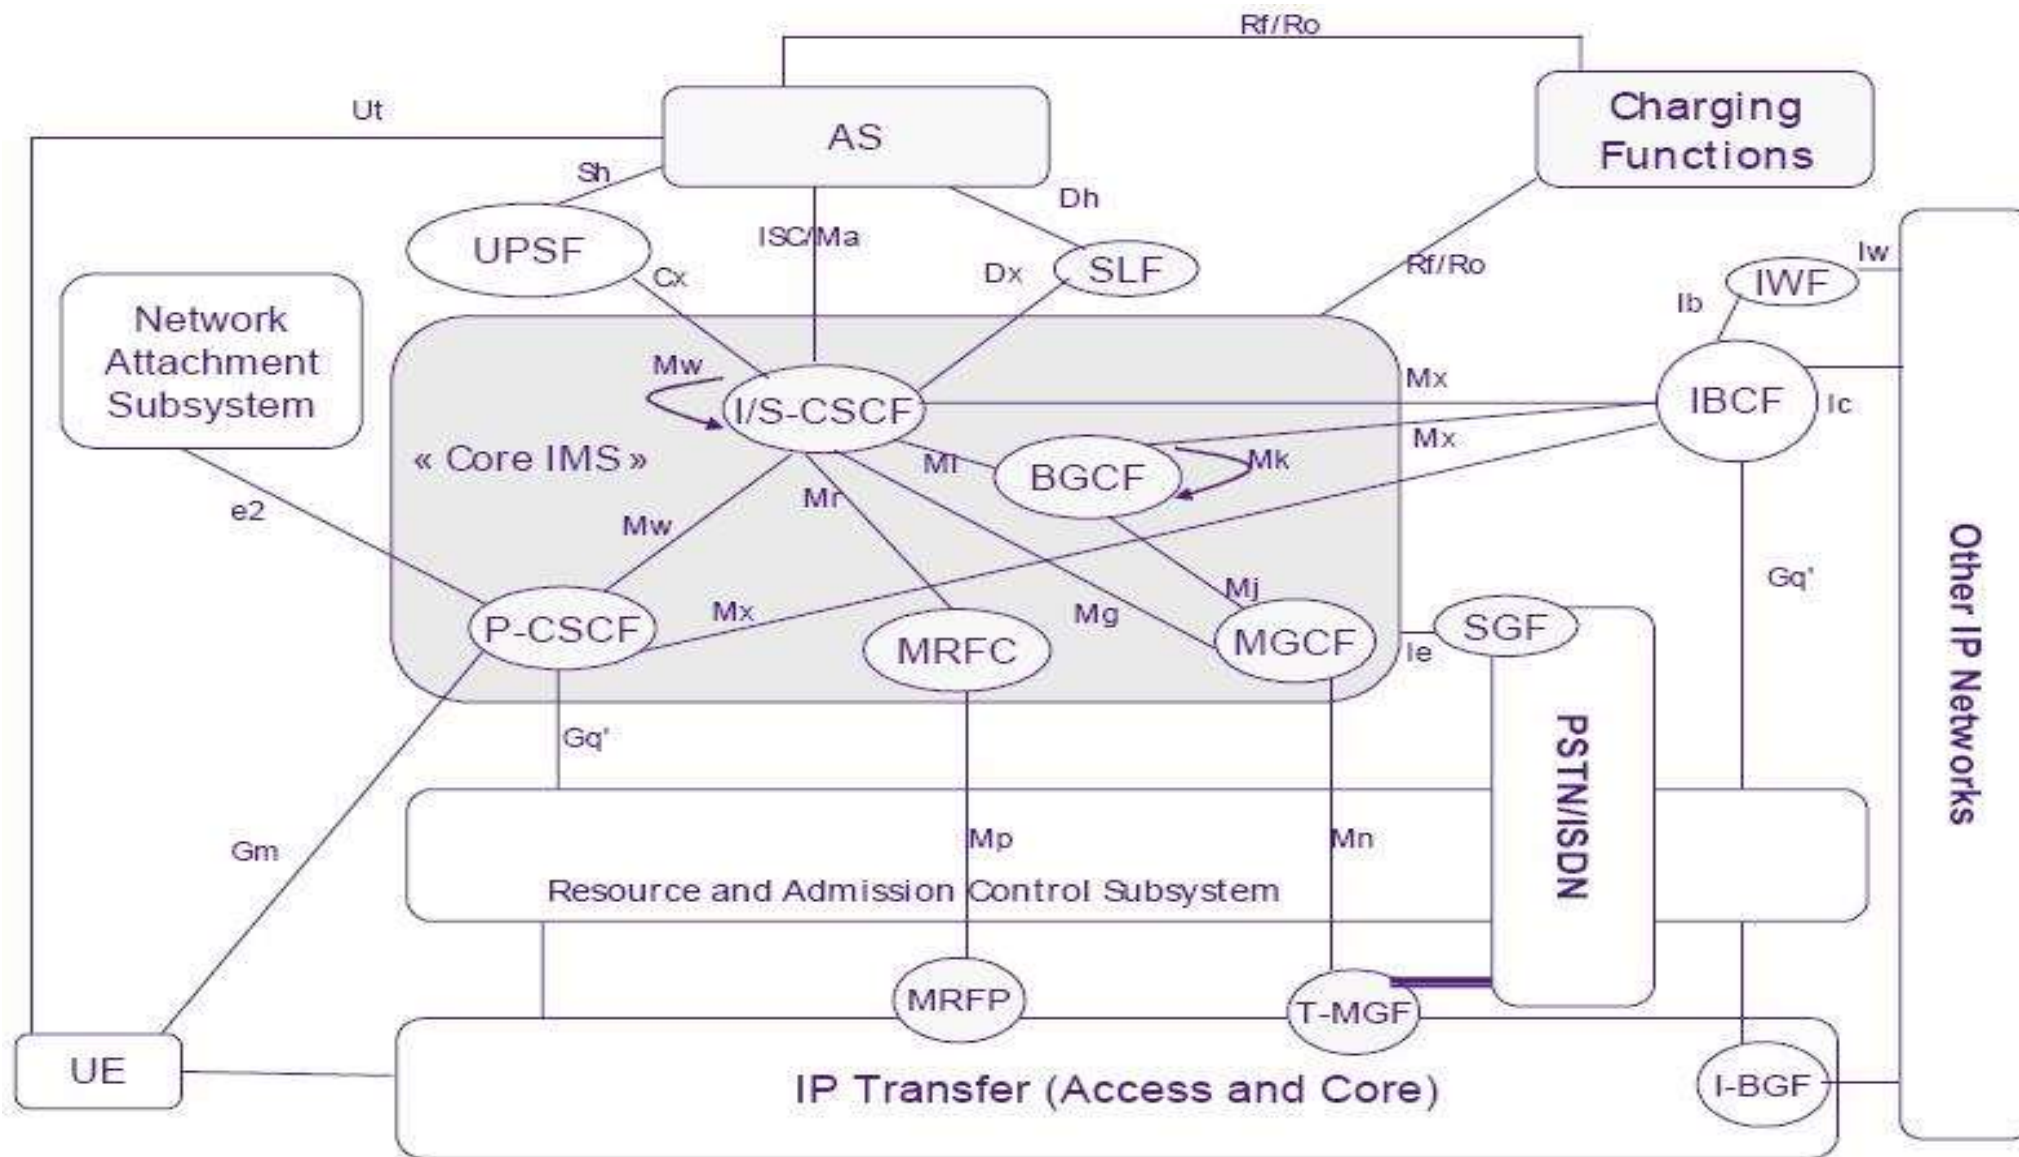 Rf/Ro
Ut
AS
Charging
Functions
Sh
Dh
UPSF
ISC/Ma
SLF
Cx
Dx
Rf/Ro
Iw
IWF
Ib
Network
Attachment
Subsystem
Mw
I/S-CSCF
Mx
IBCF
Ic
« Core IMS »
Mi
BGCF
Mk
Mx
e2
Mw
Mr
Mj
Mg
Gq'
Other IP Networks
P-CSCF
Mx
MRFC
MGCF
Ie
SGF
Gq'
PSTN/ISDN
Gm
Mp
Mn
Resource and Admission Control Subsystem
MRFP
T-MGF
UE
IP Transfer (Access and Core)
I-BGF